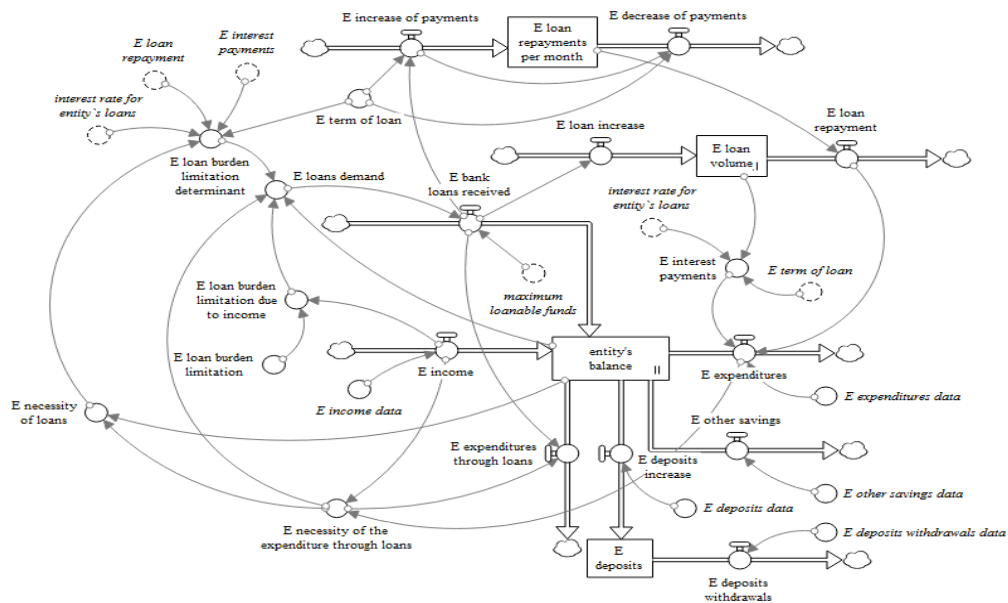 E increase of payments
E loan
repayments
per month
E decrease of payments
E loan
repayment
E interest
payments
interest rate for
entity`s loans
E term of loan
E loan increase
E loan
repayment
E loan
volume
E loan burden
limitation
determinant
E loans demand
E bank
loans received
interest rate for
entity`s loans
E interest
payments
E term of loan
E loan burden
limitation due
to income
maximum
loanable funds
E loan burden
limitation
E income
E income data
entity's
balance
II
E expenditures
E expenditures data
E necessity
of loans
E other savings
E expenditures
through loans
E deposits
increase
E other savings data
E deposits data
E necessity of the
expenditure through loans
E deposits withdrawals data
E
deposits
E deposits
withdrawals